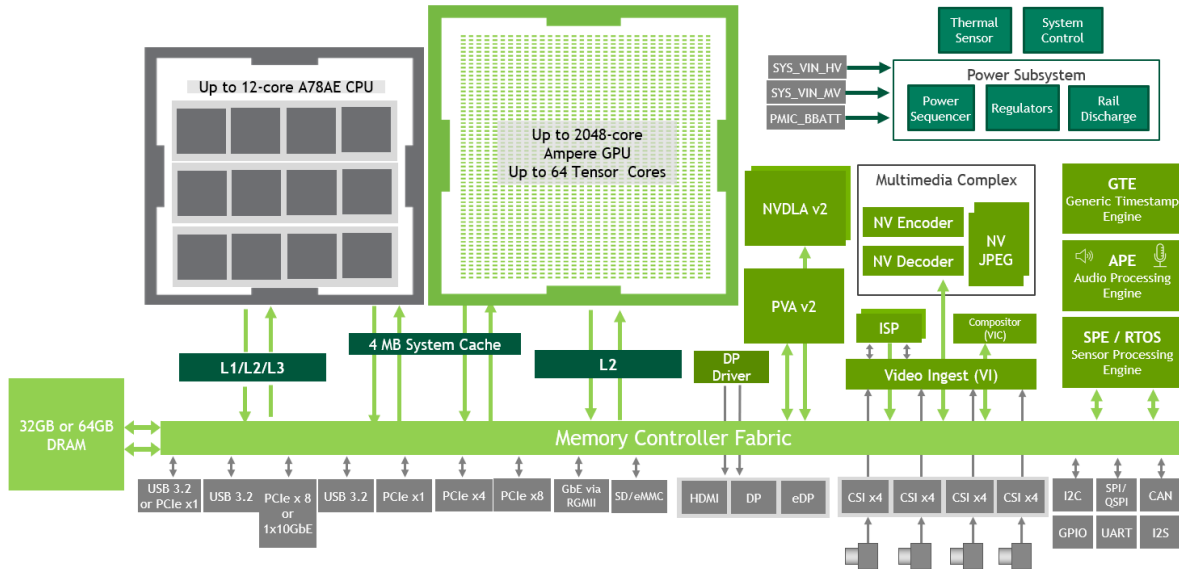 Thermal
Sensor
System
Control
Up to 12-core A78AE CPU
Up to 2048-core
Ampere GPU
Up to 64 Tensor Cores
SYS_VIN_HV
SYS_VIN_MV
PMIC_BBATT
Power Subsystem
Power
Sequencer
Regulators
Rail
Discharge
NVDLA v2
PVA v2
Multimedia Complex
NV Encoder
NV Decoder
NV
JPEG
GTE
Generic Timestamp
Engine
APE
Audio Processing
Engine
SPE / RTOS
Sensor Processing
Engine
ISP
Compositor
(VIC)
Video Ingest (VI)
L1/L2/L3
4 MB System Cache
L2
DP
Driver
32GB or 64GB
DRAM
Memory Controller Fabric
USB 3.2
or PCIe x1
USB 3.2
PCIe x 8
or
1x10GbE
USB 3.2
PCIe x1
PCIe x4
PCIe x8
GbE via
RGMII
SD/eMMC
HDMI
DP
eDP
CSI x4
CSI x4
CSI x4
CSI x4
I2C
SPI/
QSPI
CAN
GPIO
UART
I2S